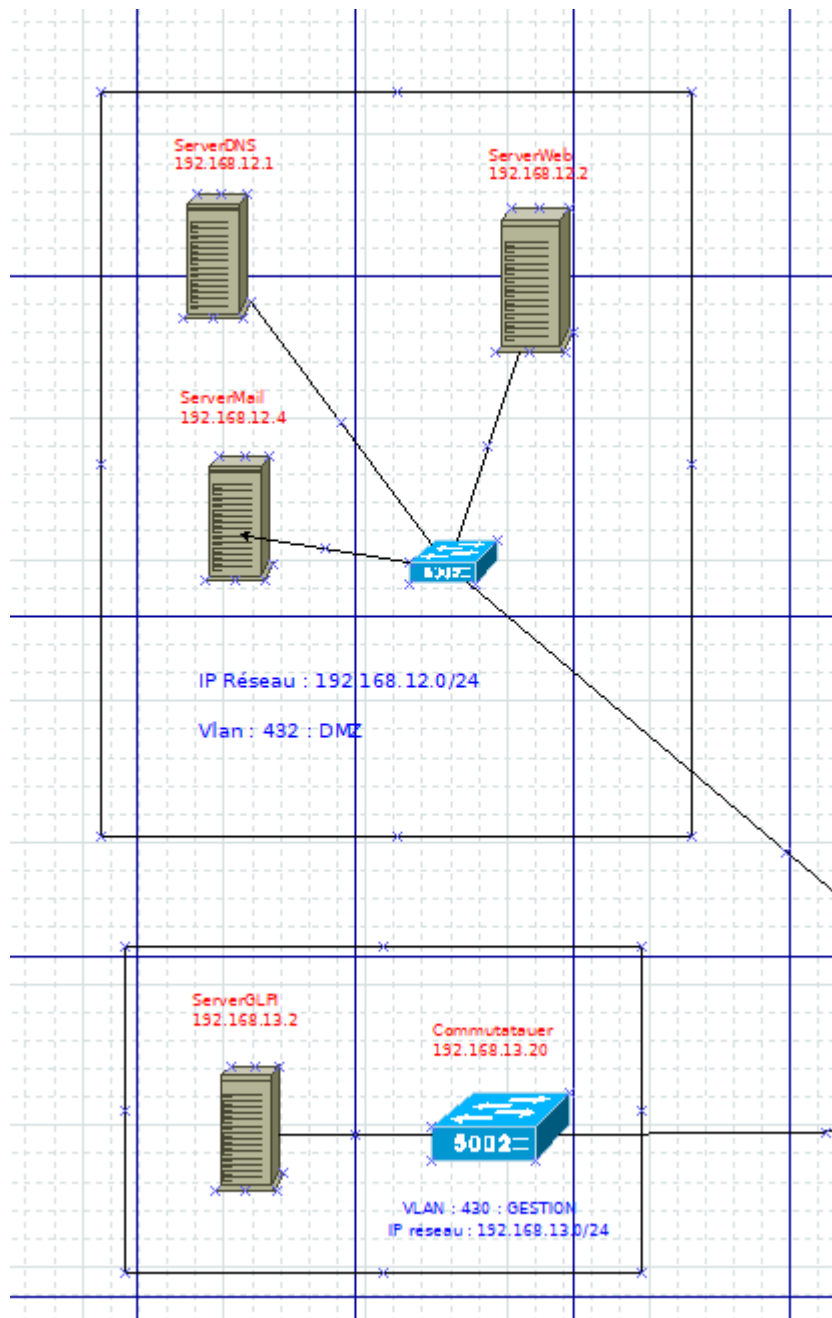 ServerDNS
192.168.12.1
ServerWeb
192.168.12.2
ServerMail
192.168.12.4
IP Réseau : 192.168.12.0/24
Vlan : 432 : DMZ
ServerGLPI
192.168.13.2
Commutatauer
192.168.13.20
5002
VLAN : 430 : GESTION
IP réseau : 192.168.13.0/24